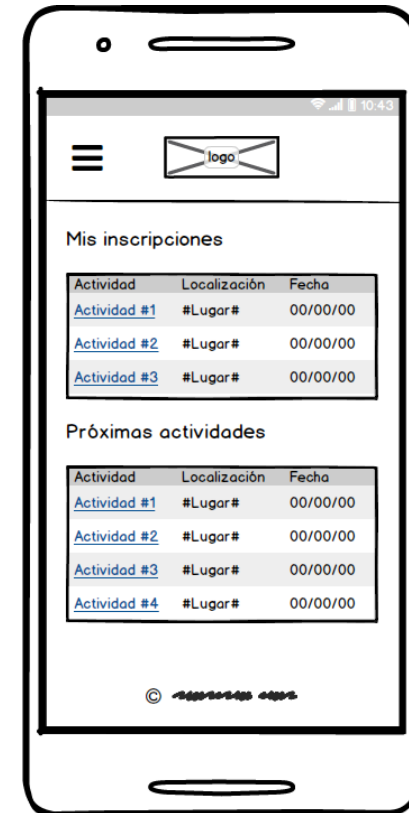 10:43
logo
Mis inscripciones
Actividad Localización Fecha
Actividad #1 #Lugar# 00/00/00
Actividad #2 #Lugar# 00/00/00
Actividad #3 #Lugar# 00/00/00
Próximas actividades
Actividad Localización Fecha
Actividad #1 #Lugar# 00/00/00
Actividad #2 #Lugar# 00/00/00
Actividad #3 #Lugar# 00/00/00
Actividad #4 #Lugar# 00/00/00
©